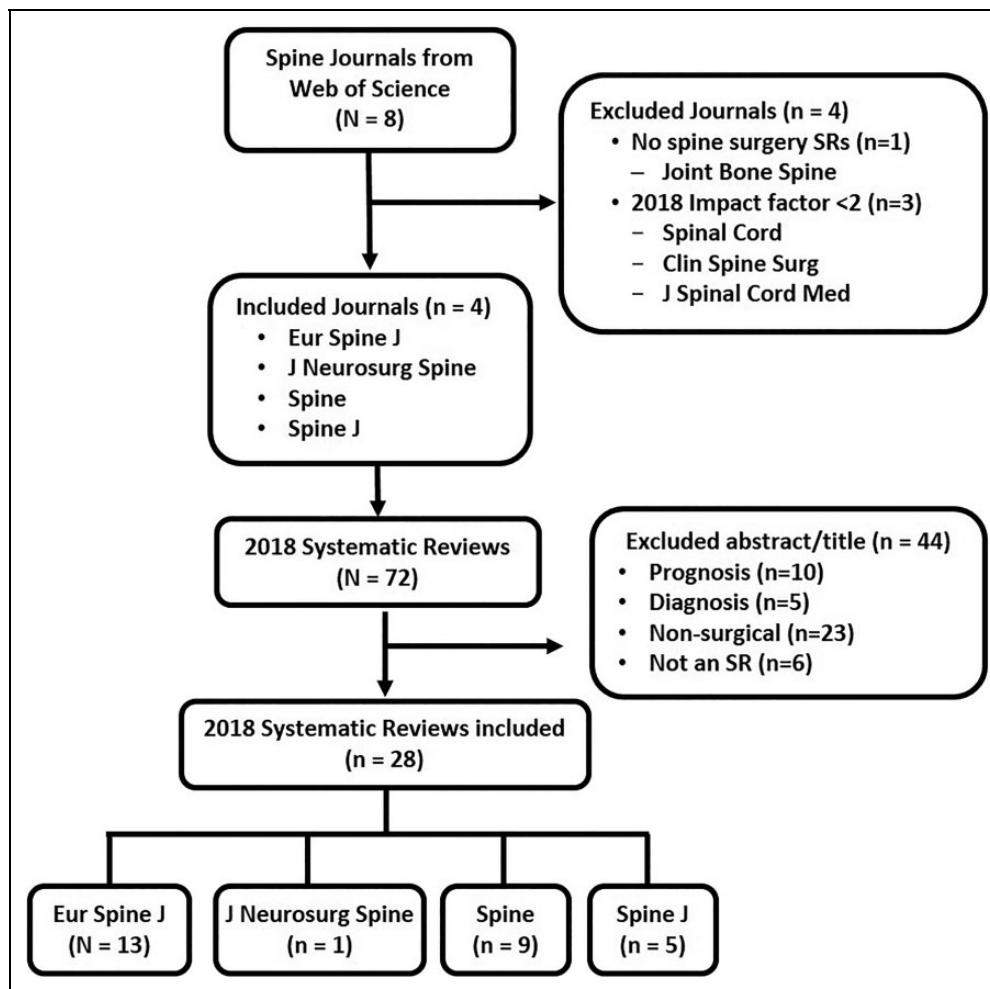 Spine Journals from
Web of Science
(N = 8)
Excluded Journals (n = 4)
• No spine surgery SRs (n=1)
– Joint Bone Spine
• 2018 Impact factor <2 (n=3)
– Spinal Cord
– Clin Spine Surg
– J Spinal Cord Med
Included Journals (n = 4)
• Eur Spine J
• J Neurosurg Spine
• Spine
• Spine J
2018 Systematic Reviews
(N = 72)
Excluded abstract/title (n = 44)
• Prognosis (n=10)
• Diagnosis (n=5)
• Non-surgical (n=23)
• Not an SR (n=6)
2018 Systematic Reviews included
(n = 28)
Eur Spine J
(N = 13)
J Neurosurg Spine
(n = 1)
Spine
(n = 9)
Spine J
(n = 5)